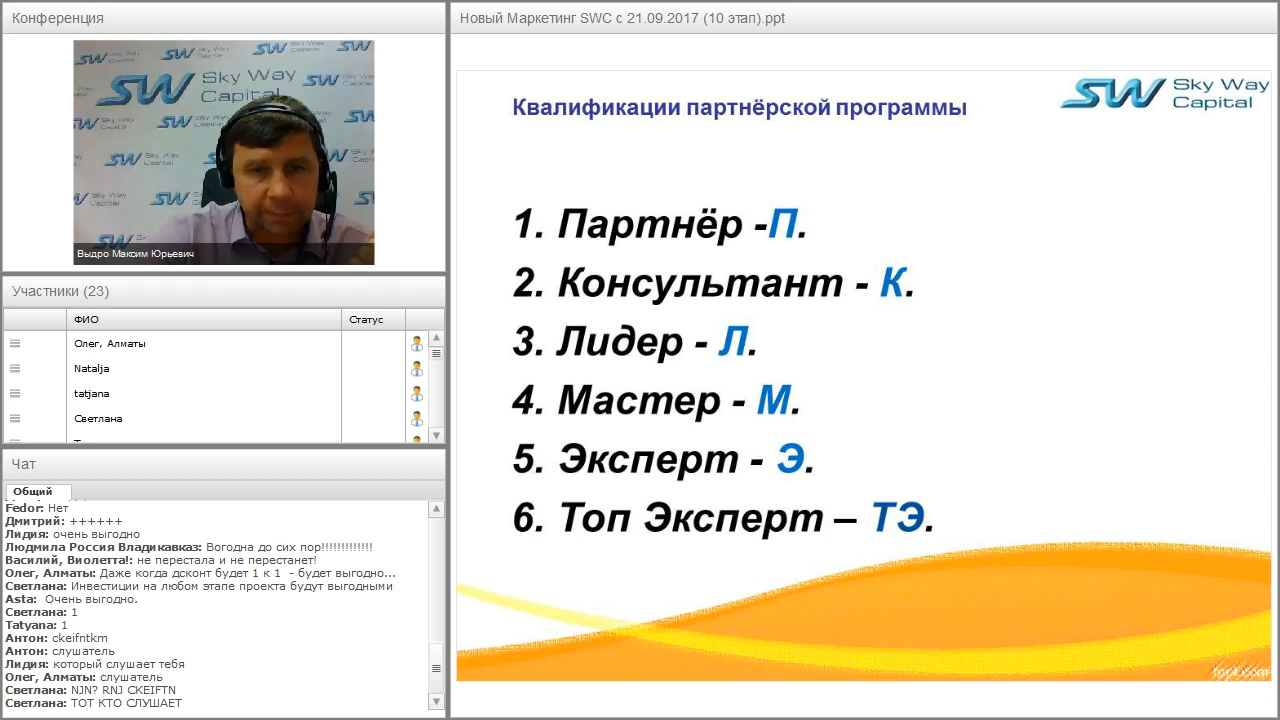 Конференция
SW Sky Way Capital
Выдро Максим Юрьевич
Участники (23)
ФИО
Статус
Олег, Алматы
Natalja
tatjana
Светлана
Чат
Общий
Fedor: Нет
Дмитрий: ++++++
Лидия: очень выгодно
Людмила Россия Владикавказ: Вогодна до сих пор!!!!!!!!!!!!!
Василий, Виолетта!: не перестала и не перестанет!
Олег, Алматы: Даже когда дсконт будет 1 к 1 - будет выгодно...
Светлана: Инвестиции на любом этапе проекта будут выгодными
Asta: Очень выгодно.
Светлана: 1
Tatyana: 1
Антон: ckeifntkm
Антон: слушатель
Лидия: который слушает тебя
Олег, Алматы: слушатель
Светлана: NJN? RNJ CKEIFTN
Светлана: ТОТ КТО СЛУШАЕТ
Новый Маркетинг SWC с 21.09.2017 (10 этап).ppt
Квалификации партнёрской программы
SW Sky Way
Capital
1. Партнёр -П.
2. Консультант - К.
3. Лидер - Л.
4. Мастер - М.
5. Эксперт - Э.
6. Топ Эксперт – ТЭ.
fppt.com